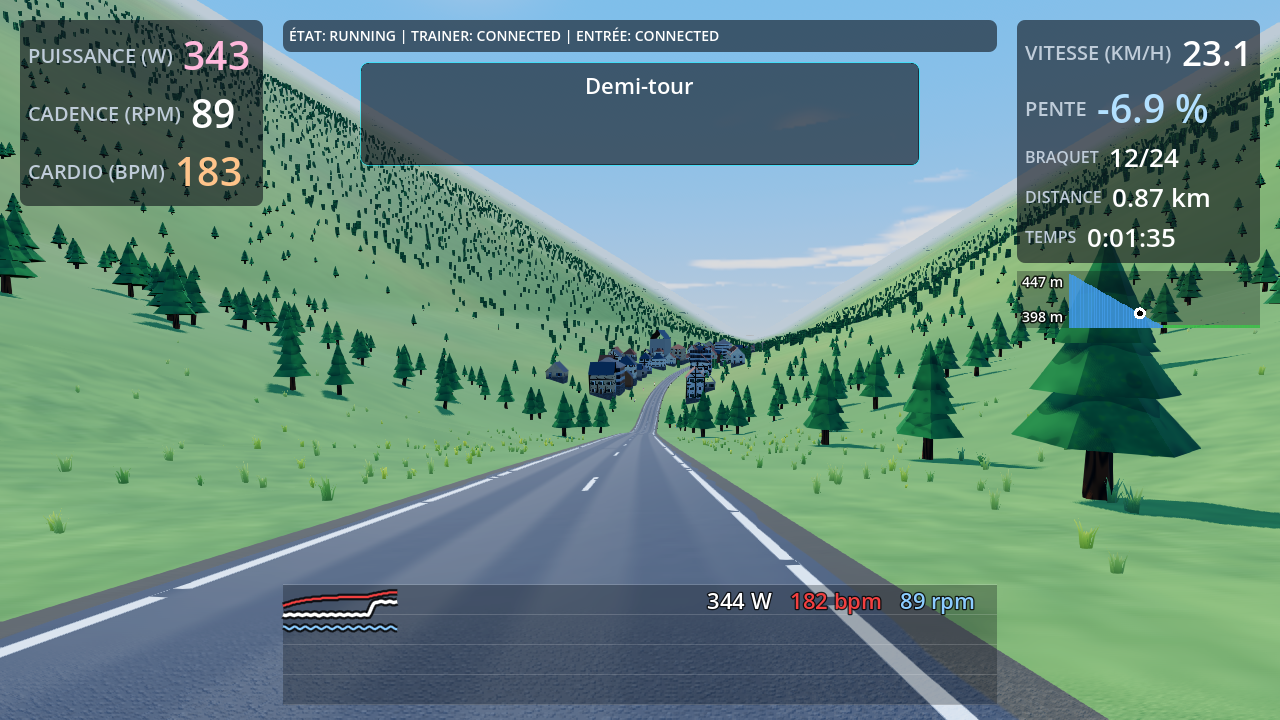 PUISSANCE (W) 343
CADENCE (RPM) 89
CARDIO (BPM) 183
ÉTAT: RUNNING | TRAINER: CONNECTED | ENTRÉE: CONNECTED
Demi-tour
VITESSE (KM/H) 23.1
PENTE -6.9 %
BRAQUET 12/24
DISTANCE 0.87 km
TEMPS 0:01:35
447 m
398 m
344 W 182 bpm 89 rpm